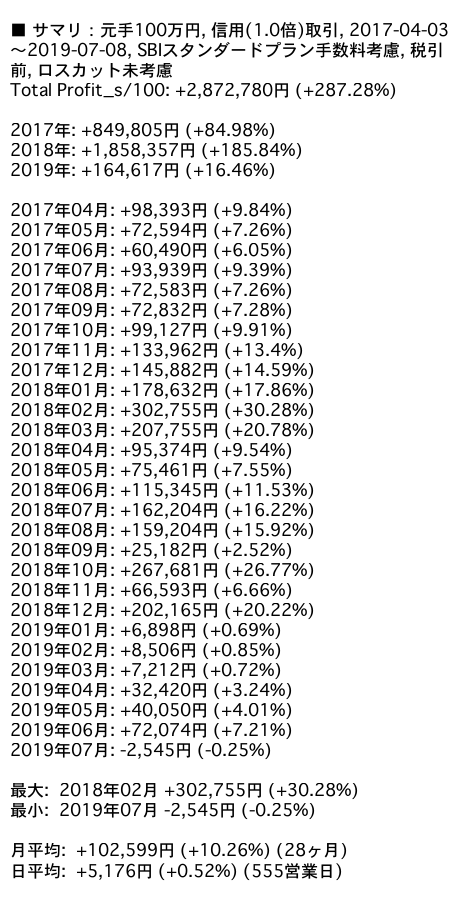 ■ サマリ：元手100万円, 信用(1.0倍)取引, 2017-04-03
～2019-07-08, SBIスタンダードプラン手数料考慮, 税引
前, ロスカット未考慮
Total Profit_s/100: +2,872,780円 (+287.28%)
2017年: +849,805円 (+84.98%)
2018年: +1,858,357円 (+185.84%)
2019年: +164,617円 (+16.46%)
2017年04月: +98,393円 (+9.84%)
2017年05月: +72,594円 (+7.26%)
2017年06月: +60,490円 (+6.05%)
2017年07月: +93,939円 (+9.39%)
2017年08月: +72,583円 (+7.26%)
2017年09月: +72,832円 (+7.28%)
2017年10月: +99,127円 (+9.91%)
2017年11月: +133,962円 (+13.4%)
2017年12月: +145,882円 (+14.59%)
2018年01月: +178,632円 (+17.86%)
2018年02月: +302,755円 (+30.28%)
2018年03月: +207,755円 (+20.78%)
2018年04月: +95,374円 (+9.54%)
2018年05月: +75,461円 (+7.55%)
2018年06月: +115,345円 (+11.53%)
2018年07月: +162,204円 (+16.22%)
2018年08月: +159,204円 (+15.92%)
2018年09月: +25,182円 (+2.52%)
2018年10月: +267,681円 (+26.77%)
2018年11月: +66,593円 (+6.66%)
2018年12月: +202,165円 (+20.22%)
2019年01月: +6,898円 (+0.69%)
2019年02月: +8,506円 (+0.85%)
2019年03月: +7,212円 (+0.72%)
2019年04月: +32,420円 (+3.24%)
2019年05月: +40,050円 (+4.01%)
2019年06月: +72,074円 (+7.21%)
2019年07月: -2,545円 (-0.25%)
最大: 2018年02月 +302,755円 (+30.28%)
最小: 2019年07月 -2,545円 (-0.25%)
月平均: +102,599円 (+10.26%) (28ヶ月)
日平均: +5,176円 (+0.52%) (555営業日)